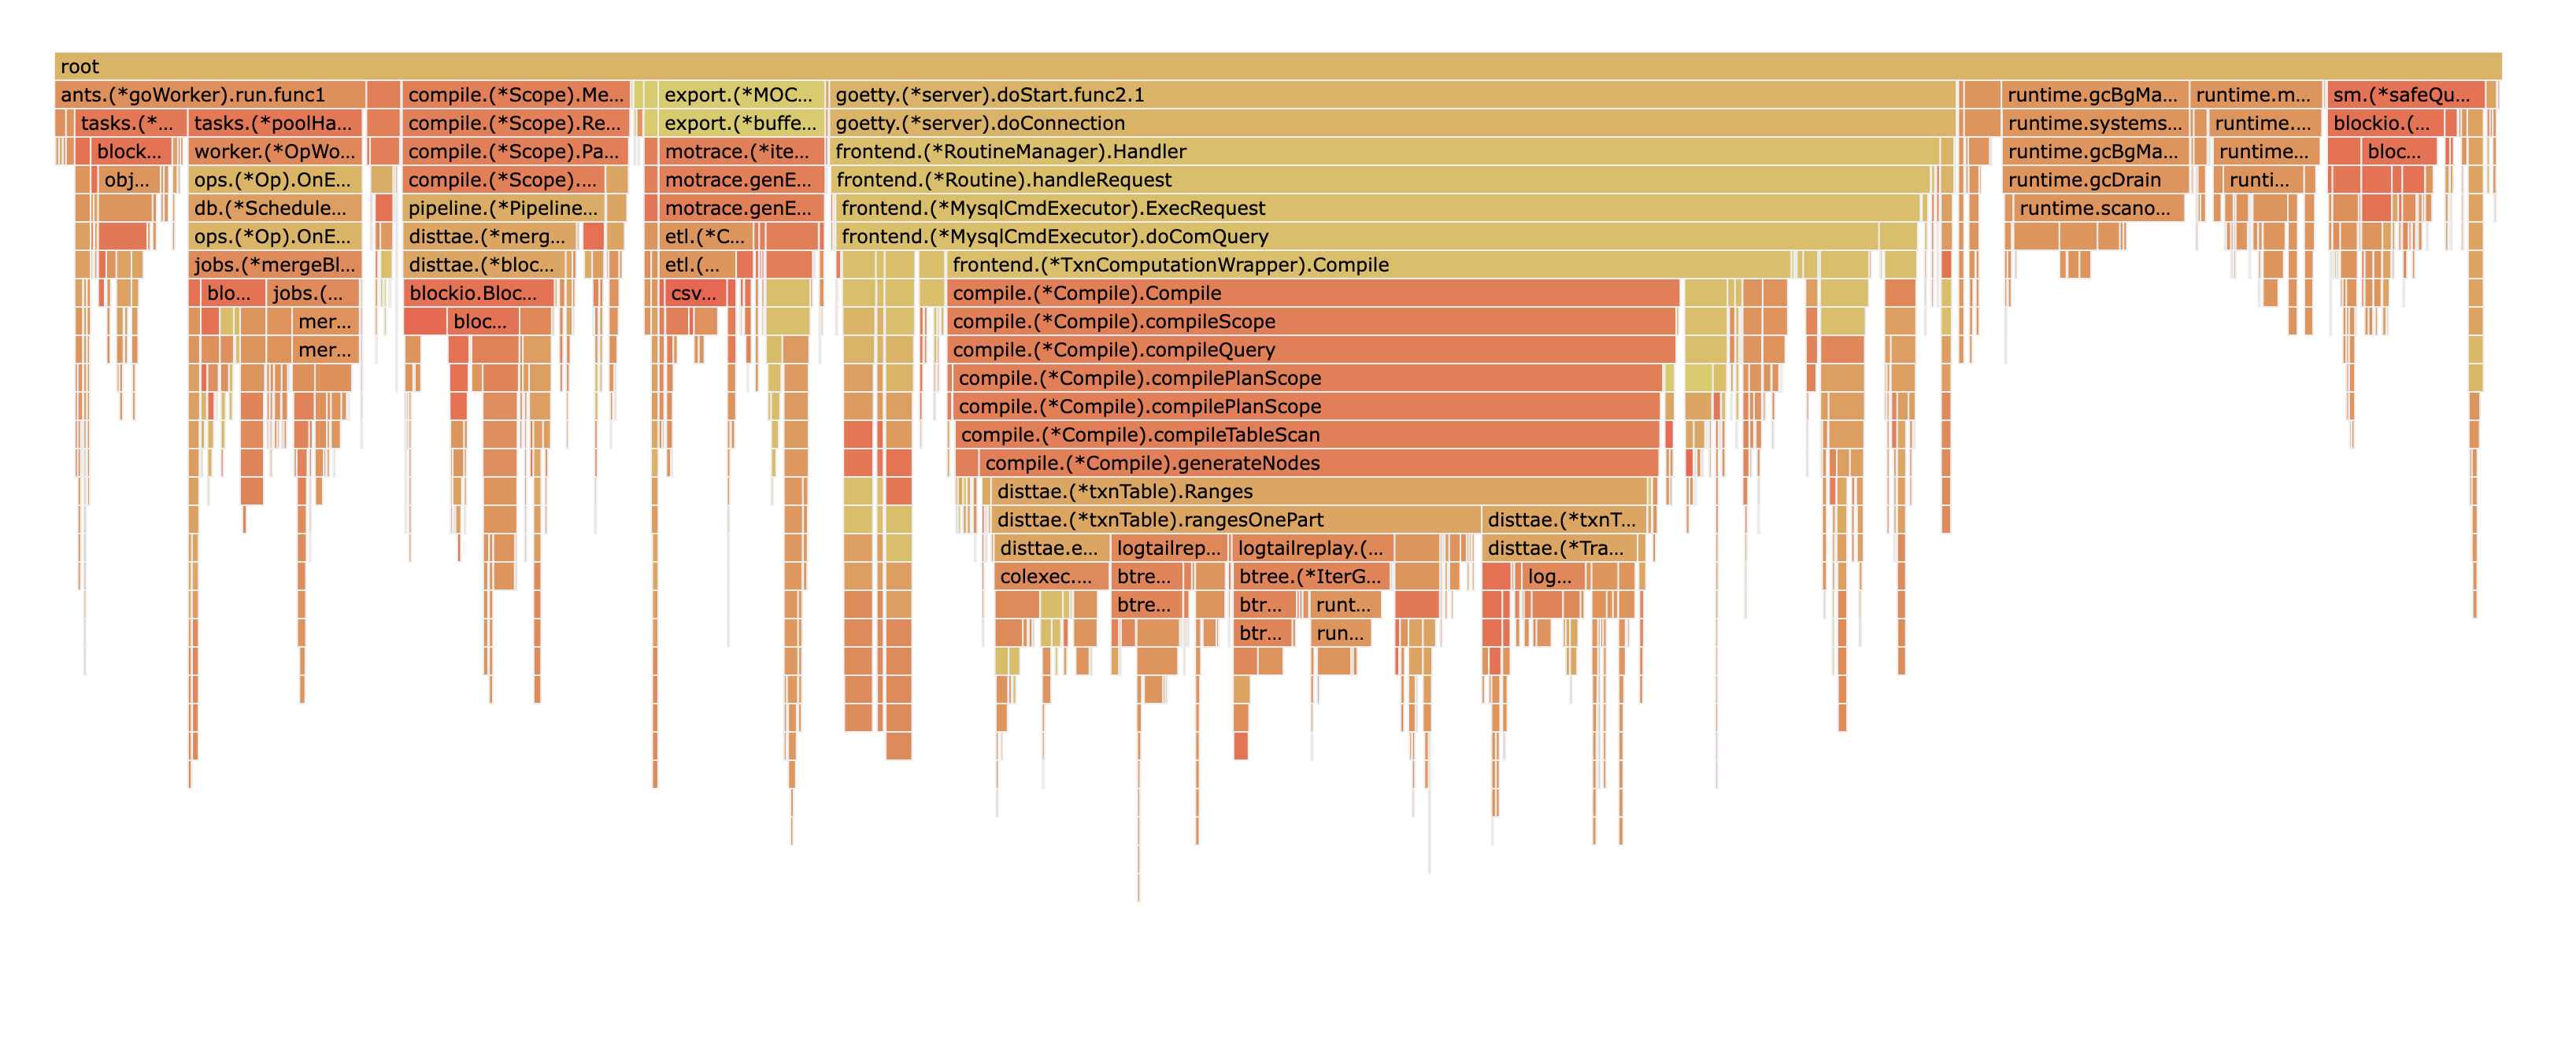 root
ants.(*goWorker).run.func1 compile.(*Scope).Me... export.(*MOC... goetty.(*server).doStart.func2.1 runtime.gcBgMa... runtime.m... sm.(*safeQu...
tasks.(*... tasks.(*poolHa... compile.(*Scope).Re... export.(*buffe... goetty.(*server).doConnection runtime.systems... runtime.... blockio.(...
block... worker.(*OpWo... compile.(*Scope).Pa... motrace.(*ite... frontend.(*RoutineManager).Handler runtime.gcBgMa... runtime... bloc...
obj... ops.(*Op).OnE... compile.(*Scope).... motrace.genE... frontend.(*Routine).handleRequest runtime.gcDrain runti...
db.(*Schedule... pipeline.(*Pipeline... motrace.genE... frontend.(*MysqlCmdExecutor).ExecRequest runtime.scano...
ops.(*Op).OnE... disttae.(*merg... etl.(*C... frontend.(*MysqlCmdExecutor).doComQuery
jobs.(*mergeBl... disttae.(*bloc... etl.(... frontend.(*TxnComputationWrapper).Compile
blo... jobs.(... blockio.Bloc... csv... compile.(*Compile).Compile
mer... bloc... compile.(*Compile).compileScope
mer... compile.(*Compile).compileQuery
compile.(*Compile).compilePlanScope
compile.(*Compile).compilePlanScope
compile.(*Compile).compileTableScan
compile.(*Compile).generateNodes
disttae.(*txnTable).Ranges
disttae.(*txnTable).rangesOnePart disttae.(*txnT...
disttae.e... logtailrep... logtailreplay.(... disttae.(*Tra...
colexec.... btre... btree.(*IterG... log...
btre... btr... runt...
btr... run...